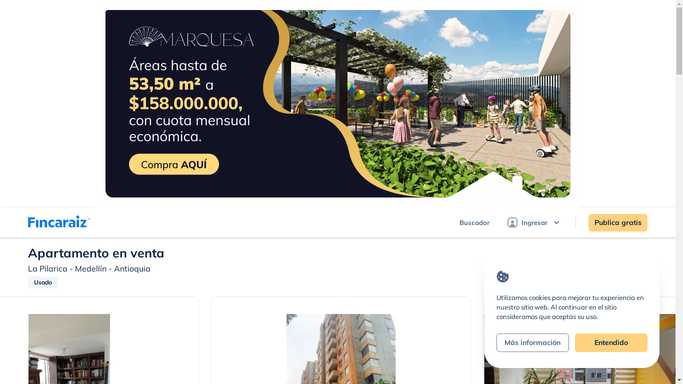 MARQUESA
Áreas hasta de
53,50 m² a
$158.000.000,
con cuota mensual
económica.
Compra AQUÍ
Fincaraiz
Buscador
Ingresar
Publica gratis
Apartamento en venta
La Pilarica - Medellín - Antioquia
Usado
Utilizamos cookies para mejorar tu experiencia en
nuestro sitio web. Al continuar en el sitio
consideramos que aceptas su uso.
Más información
Entendido